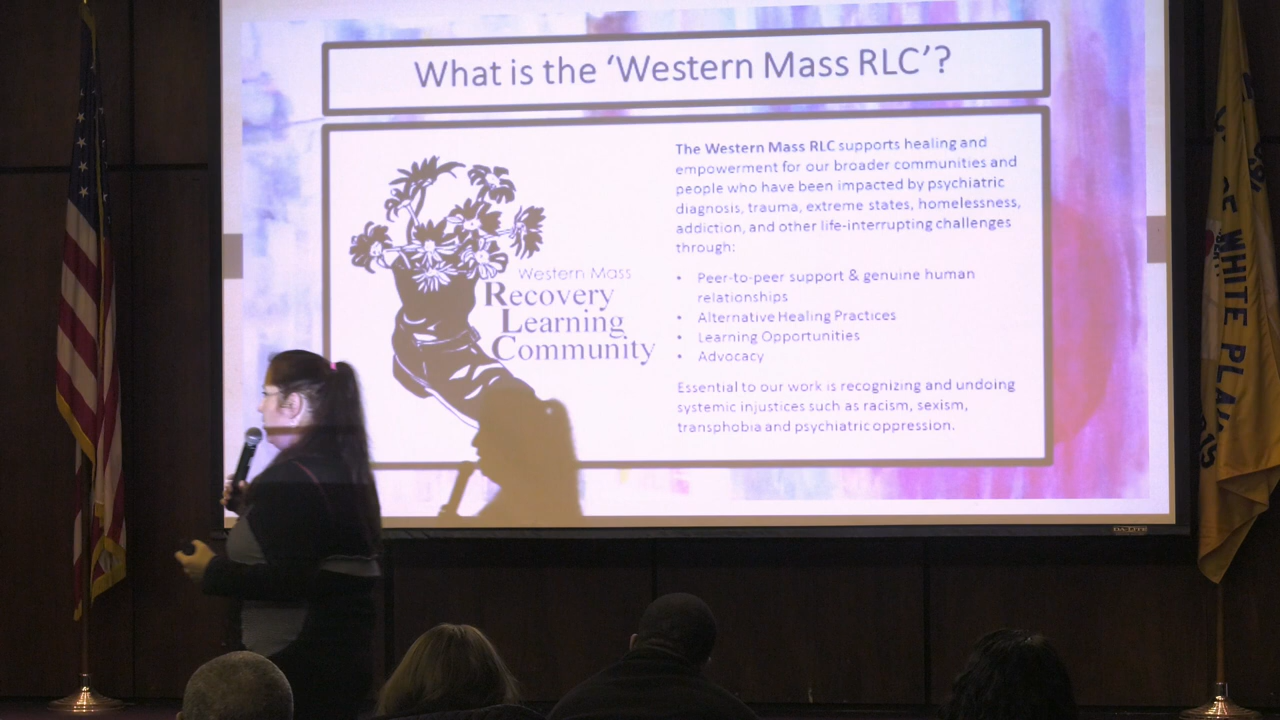 What is the ‘Western Mass RLC’?
The Western Mass RLC supports healing and
empowerment for our broader communities and
people who have been impacted by psychiatric
diagnosis, trauma, extreme states, homelessness,
addiction, and other life-interrupting challenges
through:
• Peer-to-peer support & genuine human
relationships
• Alternative Healing Practices
• Learning Opportunities
• Advocacy
Essential to our work is recognizing and undoing
systemic injustices such as racism, sexism,
transphobia and psychiatric oppression.
Western Mass
Recovery
Learning
Community
DA-LITE
WHITE